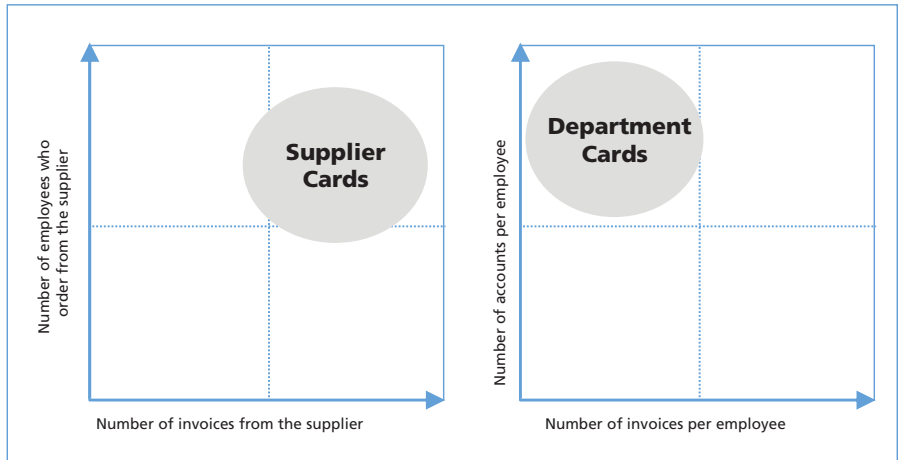 Number of employees who
order from the supplier
Supplier
Cards
Number of invoices from the supplier
Number of accounts per employee
Department
Cards
Number of invoices per employee